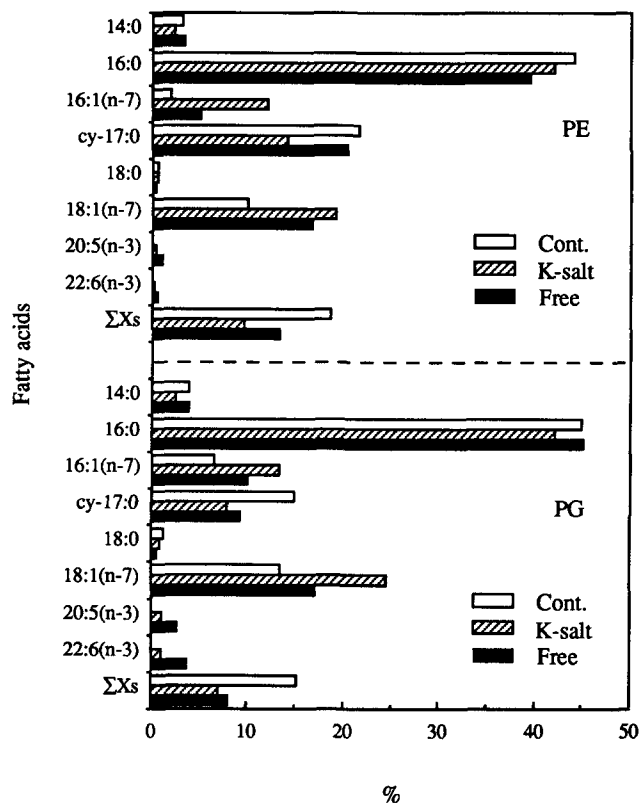 14:0
16:0
16:1(n-7)
cy-17:0
PE
18:0
18:1(n-7)
20:5(n-3)
Cont.
22:6(n-3)
K-salt
Free
ΣXs
Fatty acids
14:0
16:0
16:1(n-7)
cy-17:0
PG
18:0
18:1(n-7)
20:5(n-3)
Cont.
22:6(n-3)
K-salt
Free
ΣXs
0 10 20 30 40 50
%